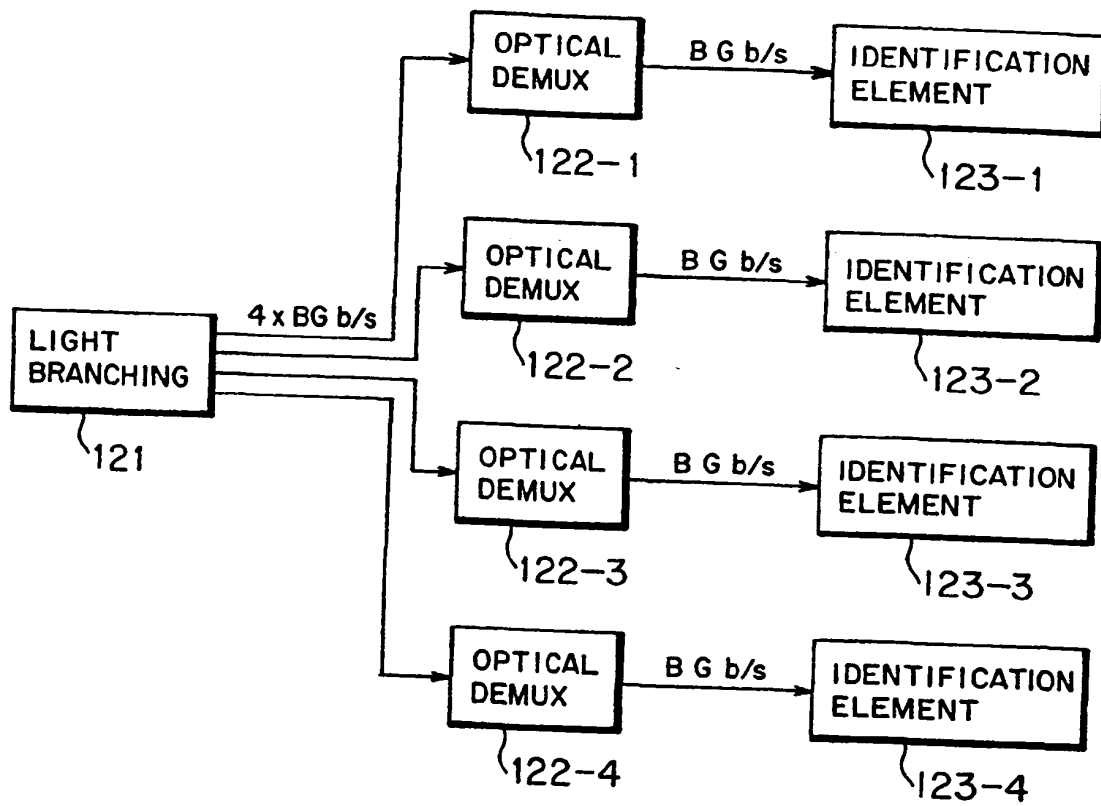 OPTICAL
DEMUX
122-1
B G b/s
IDENTIFICATION
ELEMENT
123-1
OPTICAL
DEMUX
122-2
B G b/s
IDENTIFICATION
ELEMENT
123-2
LIGHT
BRANCHING
121
4 x BG b/s
OPTICAL
DEMUX
122-3
B G b/s
IDENTIFICATION
ELEMENT
123-3
OPTICAL
DEMUX
122-4
B G b/s
IDENTIFICATION
ELEMENT
123-4